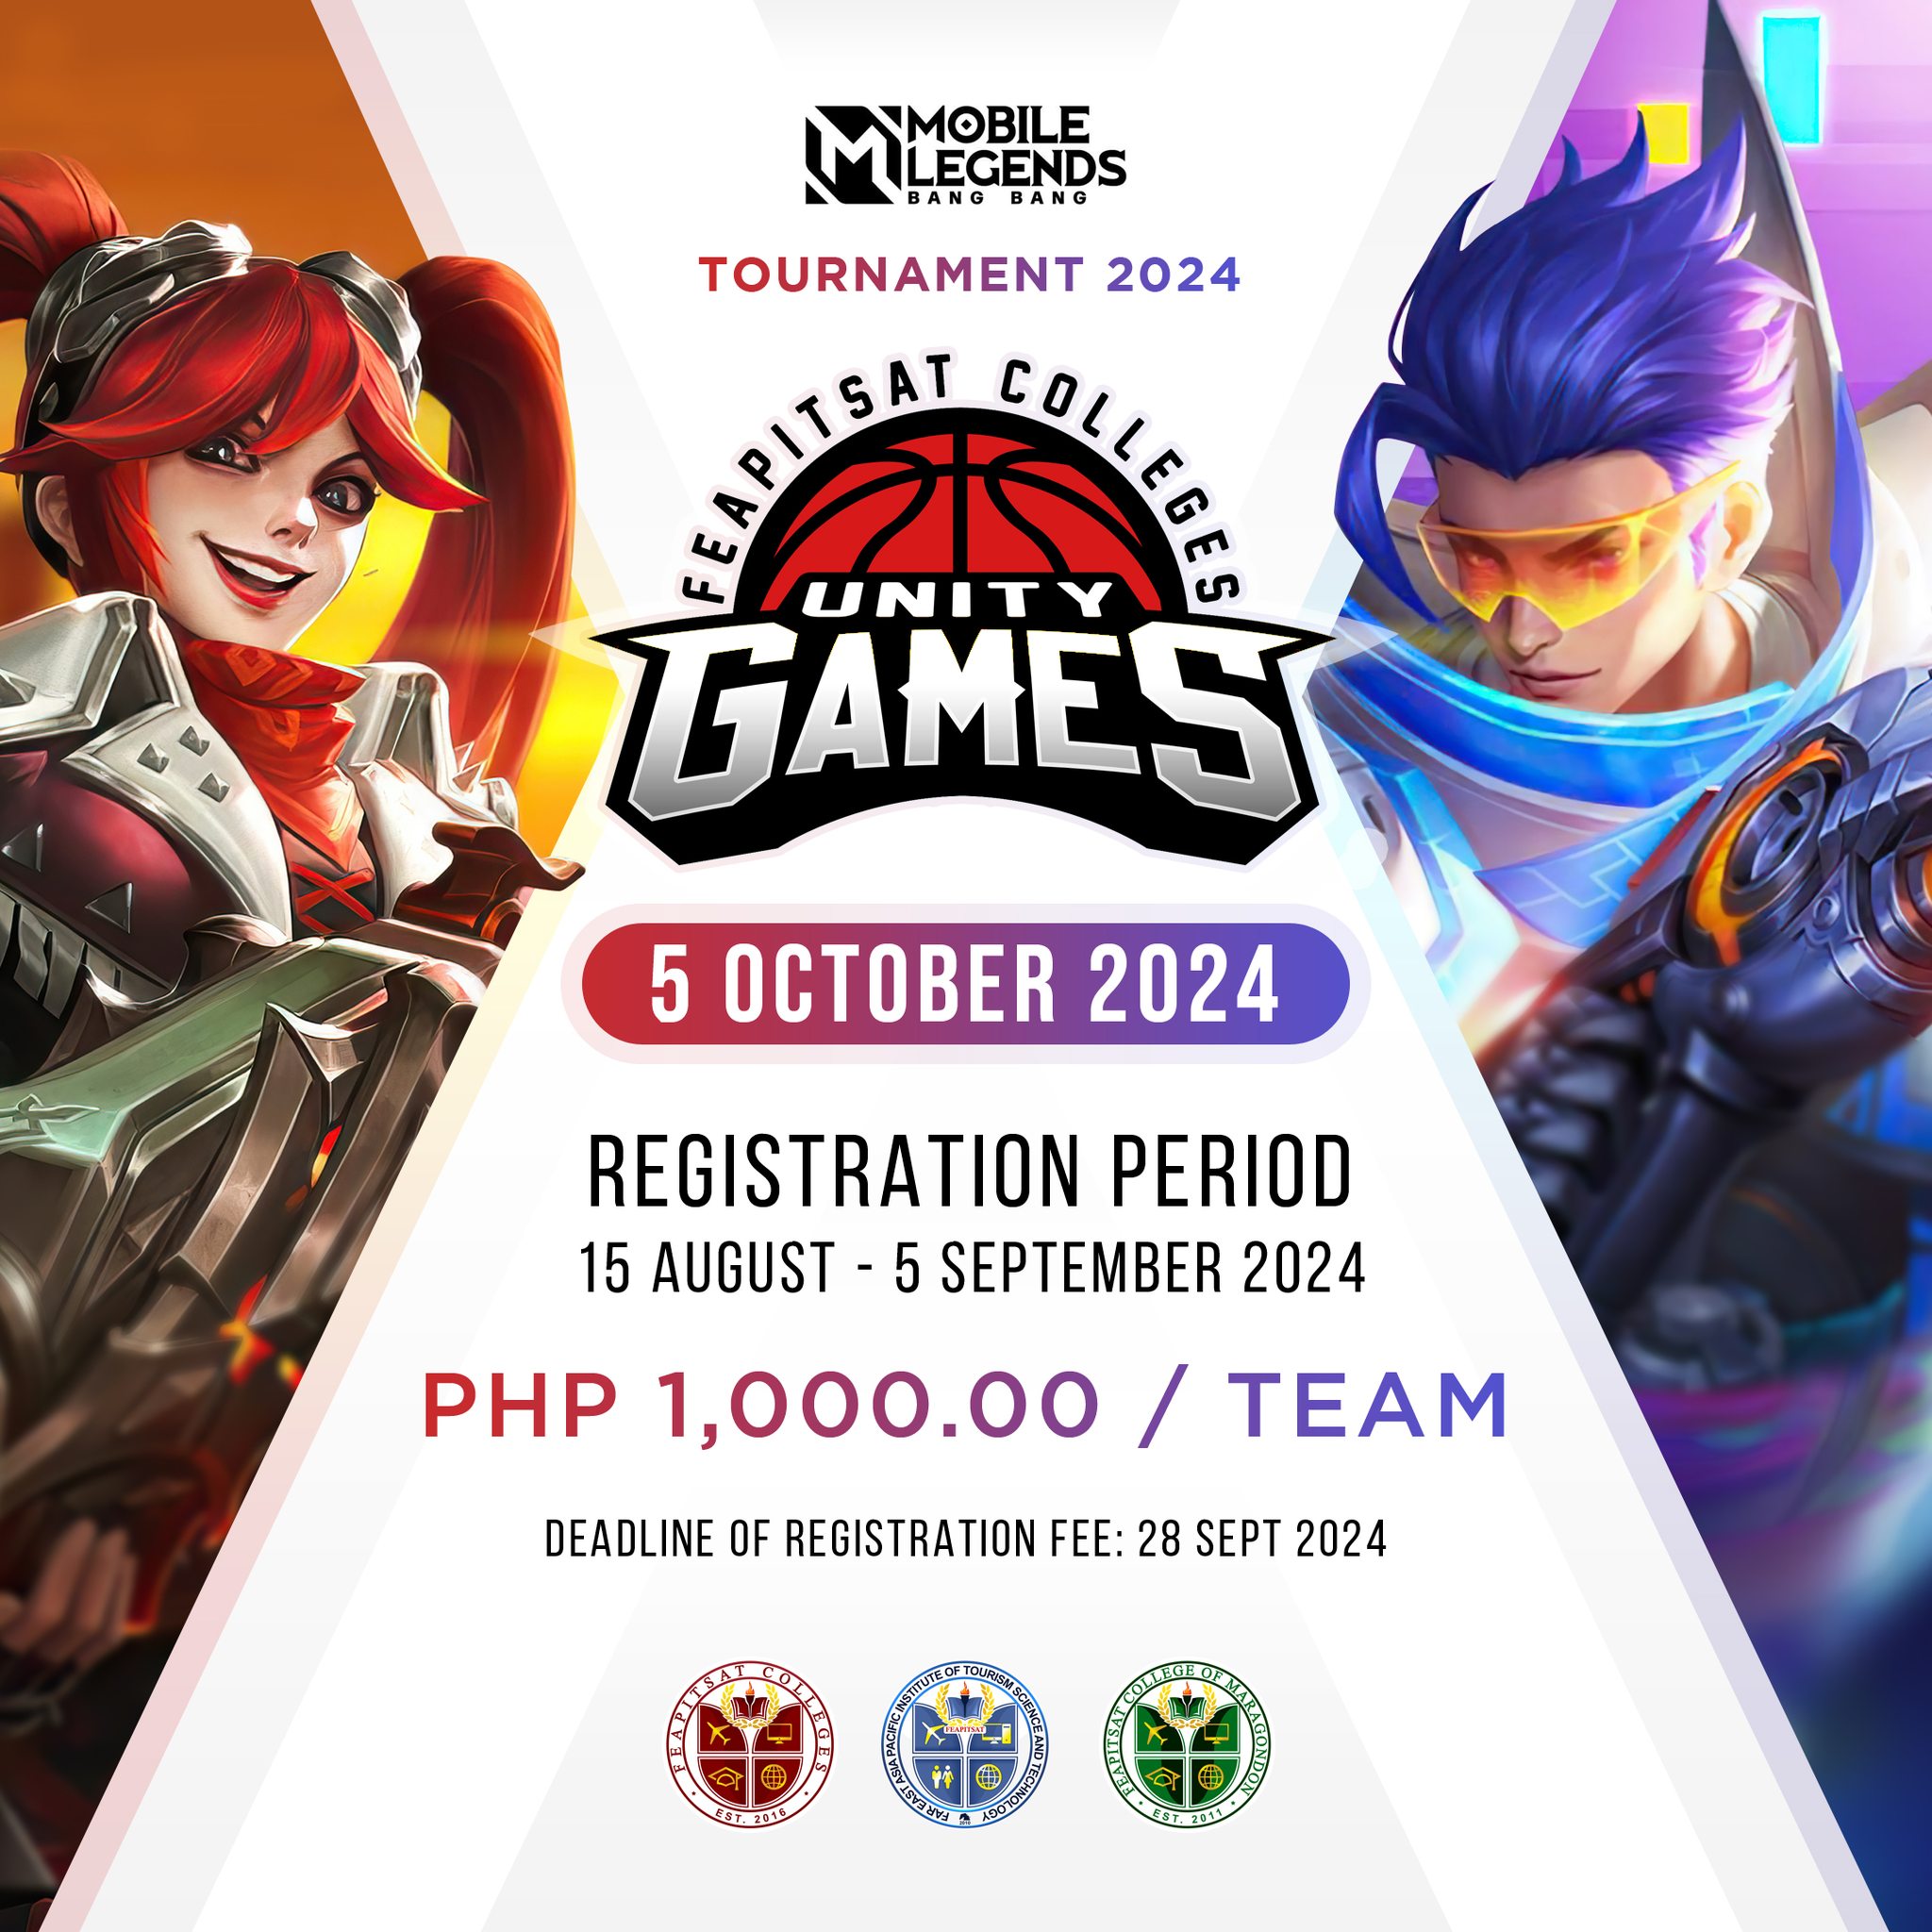 MOBILE
LEGENDS
BANG BANG
TOURNAMENT 2024
FEAPITSAT COLLEGES
UNITY
GAMES
5 OCTOBER 2024
REGISTRATION PERIOD
15 AUGUST - 5 SEPTEMBER 2024
PHP 1,000.00 / TEAM
DEADLINE OF REGISTRATION FEE: 28 SEPT 2024
FEAPITSAT COLLEGES
EST. 2016
FAR EAST ASIA PACIFIC INSTITUTE OF TOURISM SCIENCE AND TECHNOLOGY
FEAPITSAT
FEAPITSAT COLLEGE OF MARAGONDON
EST. 2011